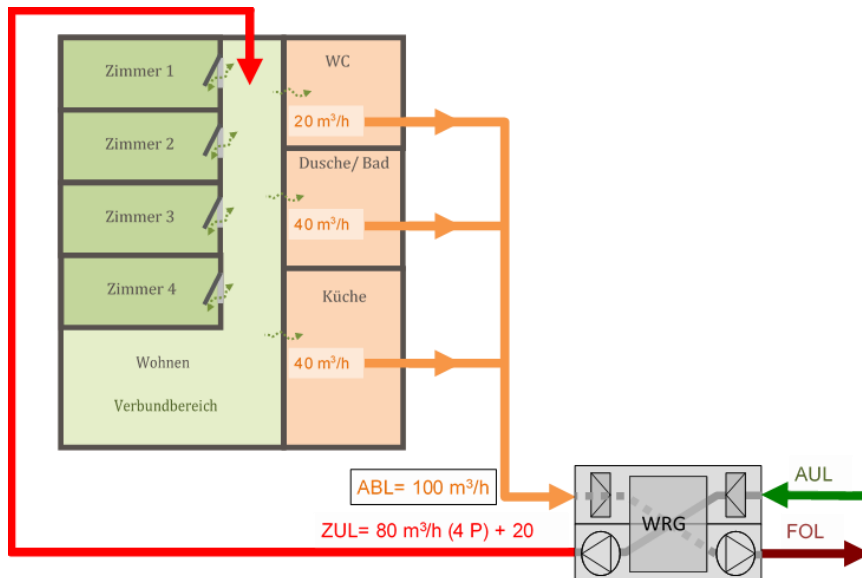 Zimmer 1
Zimmer 2
Zimmer 3
Zimmer 4
Wohnen
Verbundbereich
WC
20 m³/h
Dusche/ Bad
40 m³/h
Küche
40 m³/h
ABL= 100 m³/h
ZUL= 80 m³/h (4 P) + 20
WRG
AUL
FOL